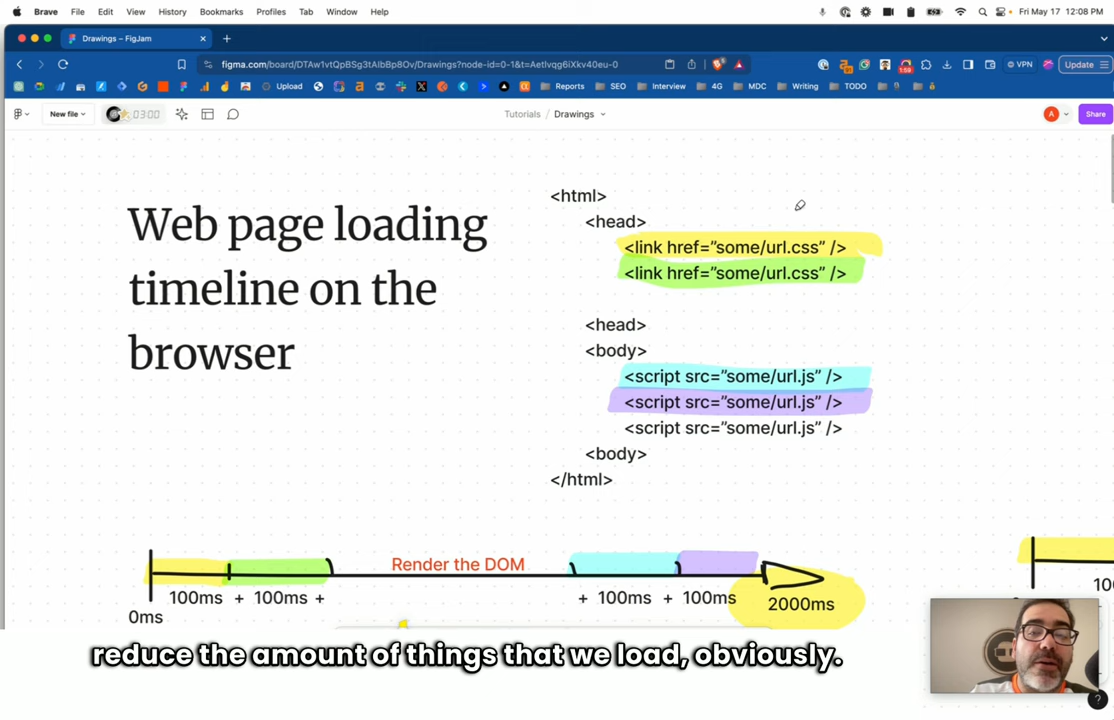 Brave File Edit View History Bookmarks Profiles Tab Window Help Fri May 17 12:08 PM
Drawings – FigJam
figma.com/board/DTAw1vtQpBSg3tAlbBp8Ov/Drawings?node-id=0-1&t=Aetlvqg6iXkv40eu-0 VPN Update
Upload Reports SEO Interview 4G MDC Writing TODO
New file 03:00 Tutorials / Drawings A Share
Web page loading
timeline on the
browser
<html>
<head>
<link href="some/url.css" />
<link href="some/url.css" />
<head>
<body>
<script src="some/url.js" />
<script src="some/url.js" />
<script src="some/url.js" />
<body>
</html>
Render the DOM
100ms + 100ms + + 100ms + 100ms 2000ms
0ms
reduce the amount of things that we load, obviously.
?